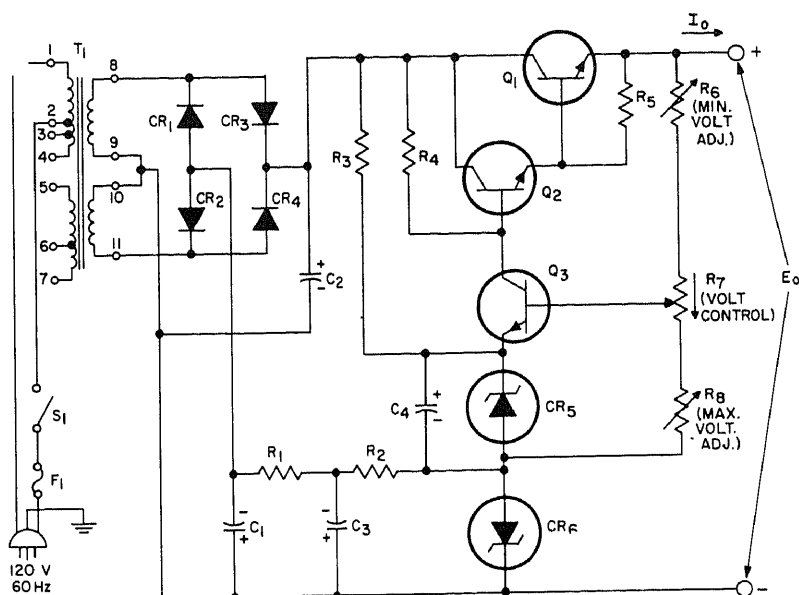 1
T1
8
I0
+
2
3
4
9
CR1
CR3
Q1
R5
R6
(MIN.
VOLT
ADJ.)
R3
R4
5
10
CR2
CR4
Q2
6
11
7
+
-
C2
Q3
R7
(VOLT
CONTROL)
E0
S1
C4
+
-
CR5
R8
(MAX.
VOLT.
ADJ.)
F1
R1
R2
-
+
C1
-
+
C3
CR6
120 V
60 Hz
-